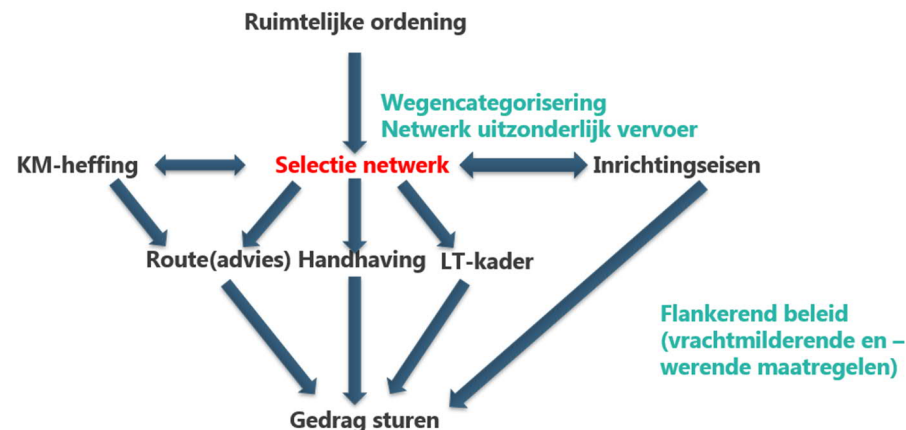 Ruimtelijke ordening
Wegencategorisering
Netwerk uitzonderlijk vervoer
KM-heffing
Selectie netwerk
Inrichtingseisen
Route(advies)
Handhaving
LT-kader
Flankerend beleid
(vrachtmilderende en –
werende maatregelen)
Gedrag sturen